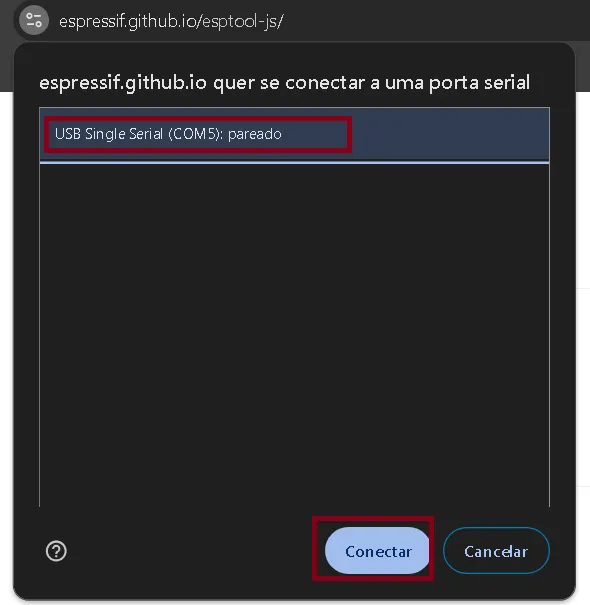 espressif.github.io/esptool-js/
espressif.github.io quer se conectar a uma porta serial
USB Single Serial (COM5): pareado
Conectar
Cancelar